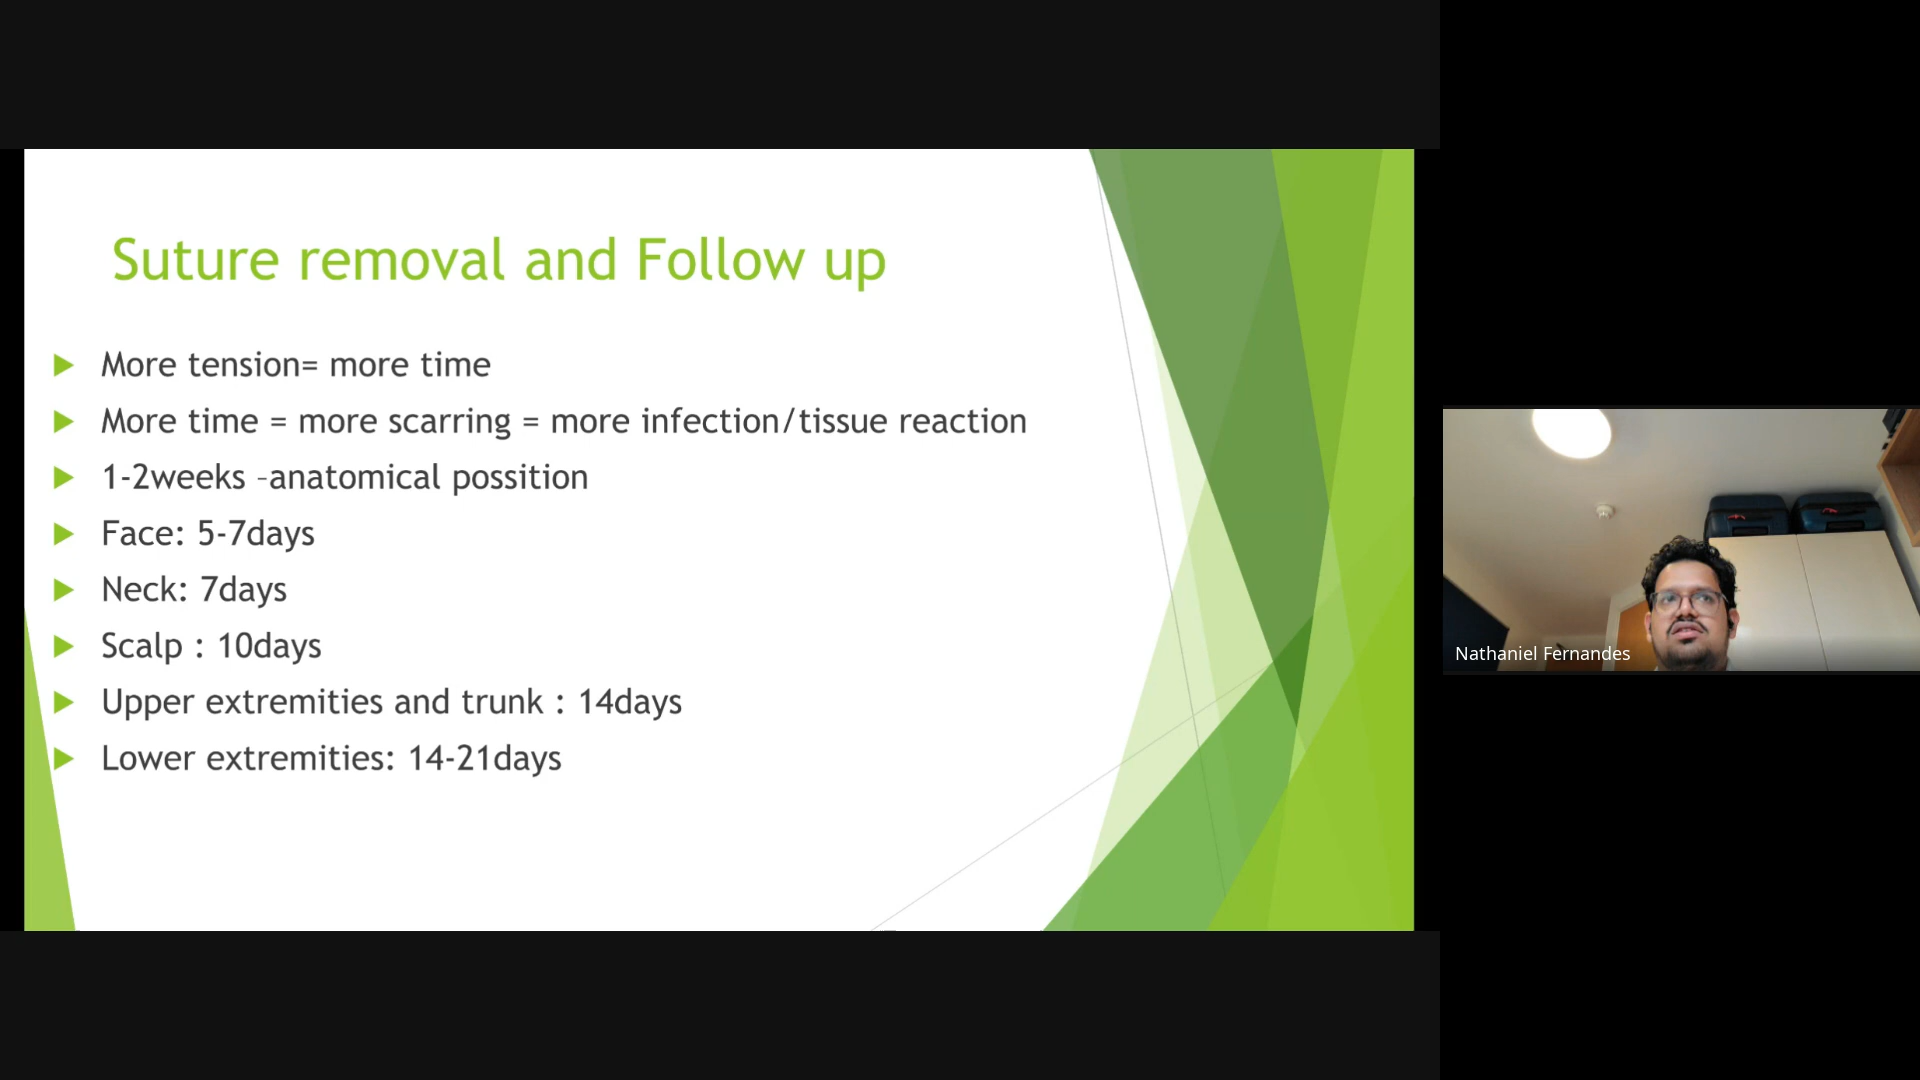 Suture removal and Follow up
More tension= more time
More time = more scarring = more infection/tissue reaction
1-2weeks –anatomical possition
Face: 5-7days
Neck: 7days
Scalp : 10days
Upper extremities and trunk : 14days
Lower extremities: 14-21days
Nathaniel Fernandes